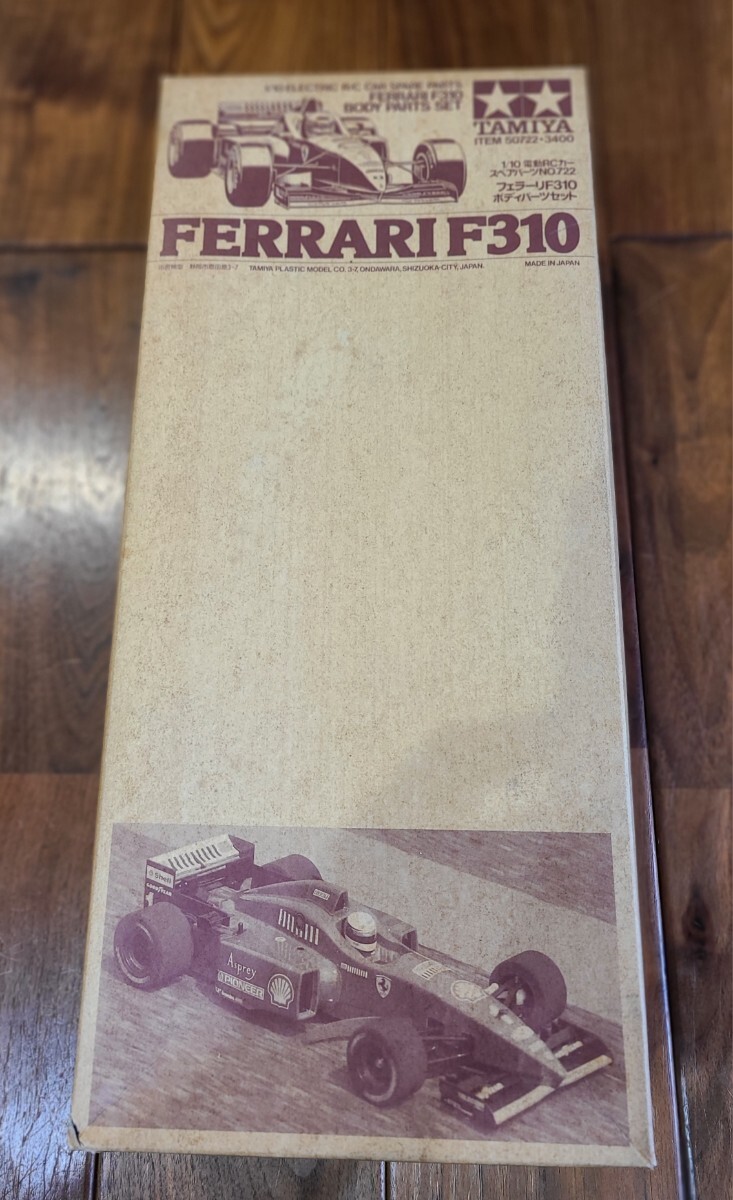 1/10 ELECTRIC R/C CAR SPARE PARTS
FERRARI F310
BODY PARTS SET
TAMIYA
ITEM 50722・3400
1/10 電動RCカー
スペアパーツNO.722
フェラーリF310
ボディパーツセット
FERRARI F310
TAMIYA PLASTIC MODEL CO. 3-7, ONDAWARA, SHIZUOKA-CITY, JAPAN.
MADE IN JAPAN
Shell
GOODYEAR
1
Asprey
PIONEER